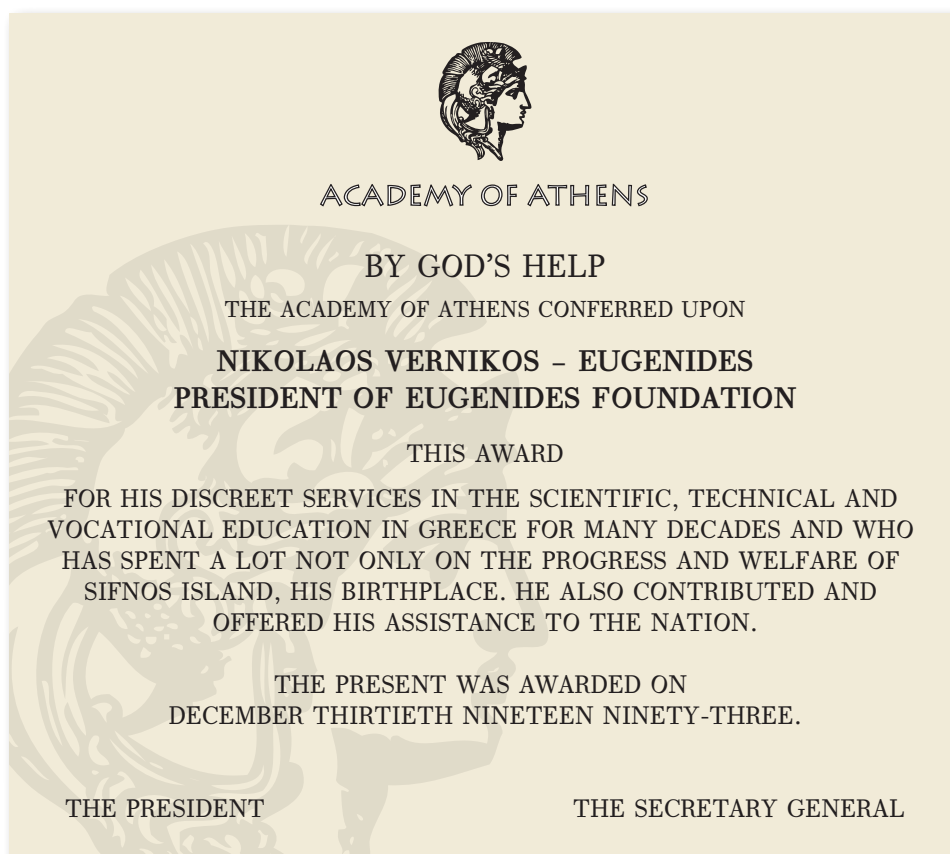 ACADEMY OF ATHENS
BY GOD'S HELP
THE ACADEMY OF ATHENS CONFERRED UPON
NIKOLAOS VERNIKOS – EUGENIDES
PRESIDENT OF EUGENIDES FOUNDATION
THIS AWARD
FOR HIS DISCREET SERVICES IN THE SCIENTIFIC, TECHNICAL AND
VOCATIONAL EDUCATION IN GREECE FOR MANY DECADES AND WHO
HAS SPENT A LOT NOT ONLY ON THE PROGRESS AND WELFARE OF
SIFNOS ISLAND, HIS BIRTHPLACE. HE ALSO CONTRIBUTED AND
OFFERED HIS ASSISTANCE TO THE NATION.
THE PRESENT WAS AWARDED ON
DECEMBER THIRTIETH NINETEEN NINETY-THREE.
THE PRESIDENT THE SECRETARY GENERAL